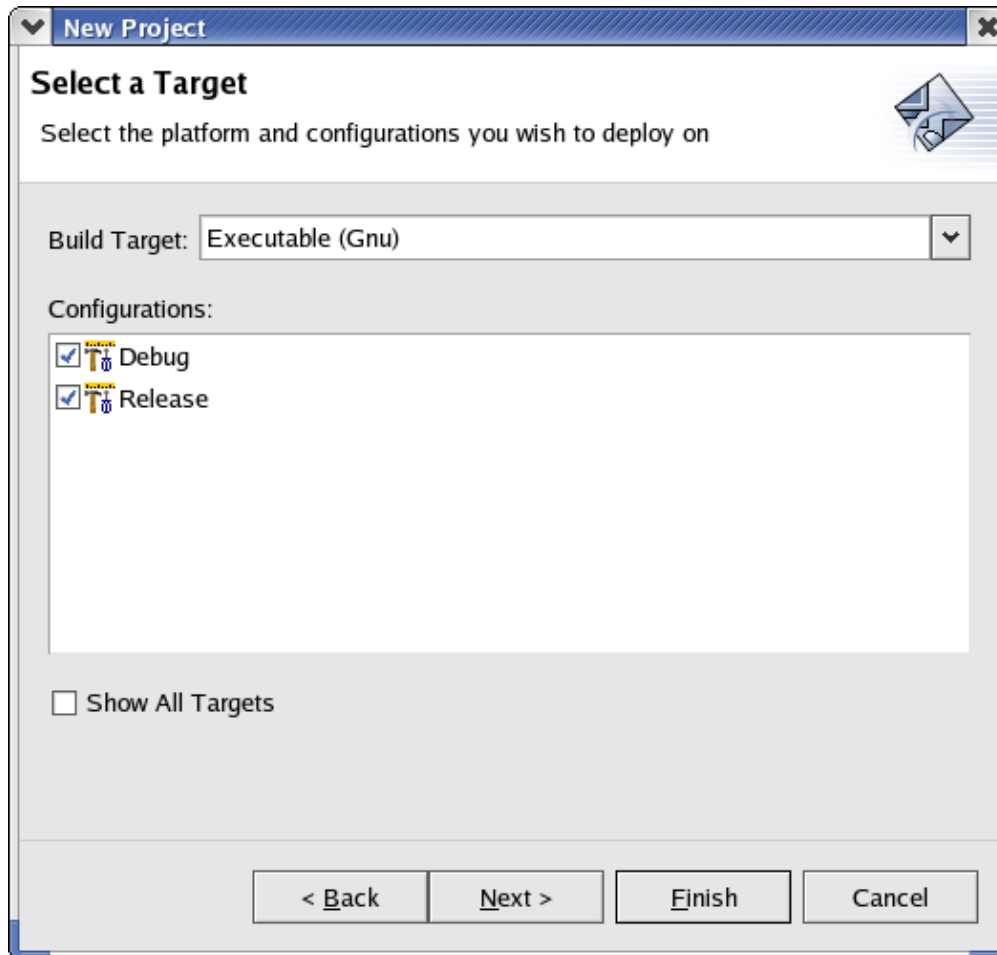 New Project
Select a Target
Select the platform and configurations you wish to deploy on
Build Target: Executable (Gnu)
Configurations:
Debug
Release
Show All Targets
< Back Next > Finish Cancel